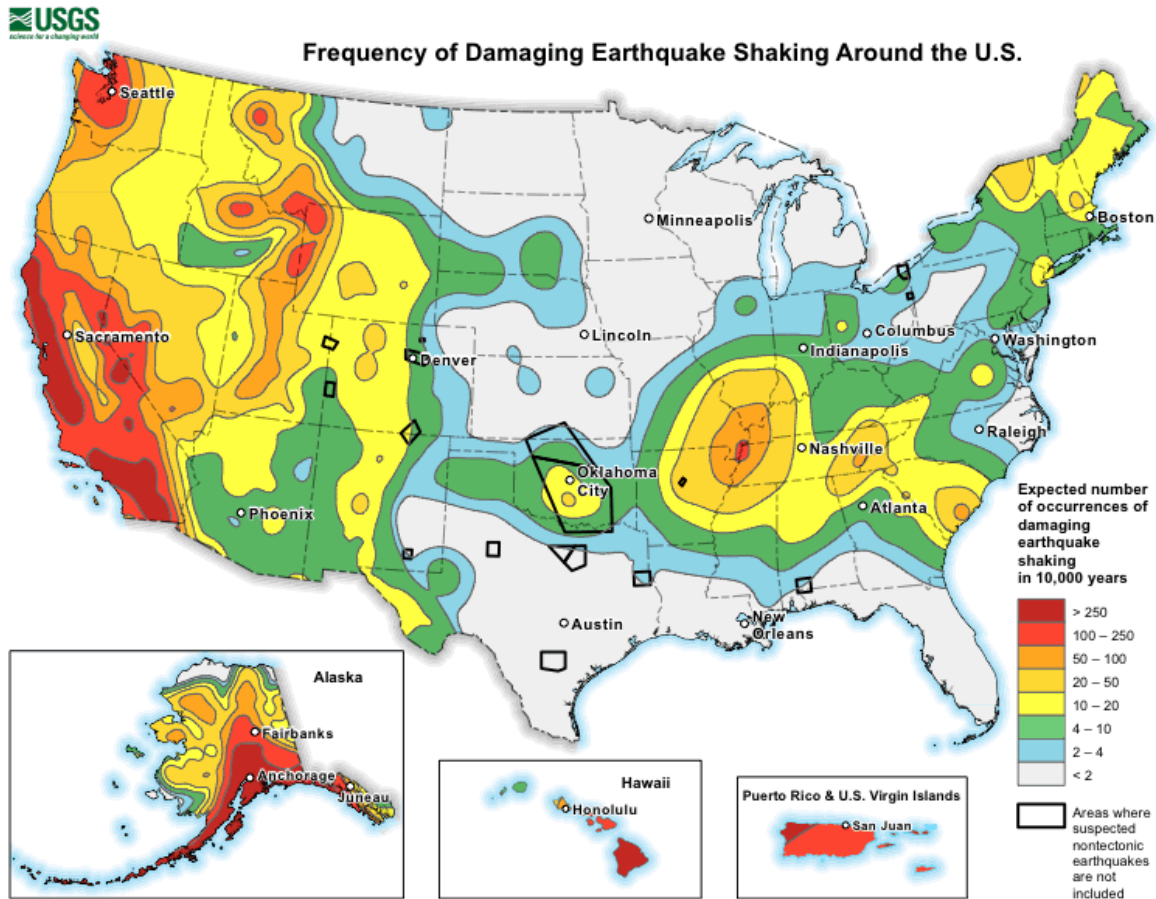 USGS
science for a changing world
Frequency of Damaging Earthquake Shaking Around the U.S.
Seattle
Minneapolis
Boston
Sacramento
Lincoln
Columbus
Washington
Denver
Indianapolis
Raleigh
Nashville
Oklahoma
City
Phoenix
Atlanta
Austin
New
Orleans
Expected number
of occurrences of
damaging
earthquake
shaking
in 10,000 years
> 250
100 – 250
50 – 100
20 – 50
10 – 20
4 – 10
2 – 4
< 2
Areas where
suspected
nontectonic
earthquakes
are not
included
Alaska
Fairbanks
Anchorage
Juneau
Hawaii
Honolulu
Puerto Rico & U.S. Virgin Islands
San Juan